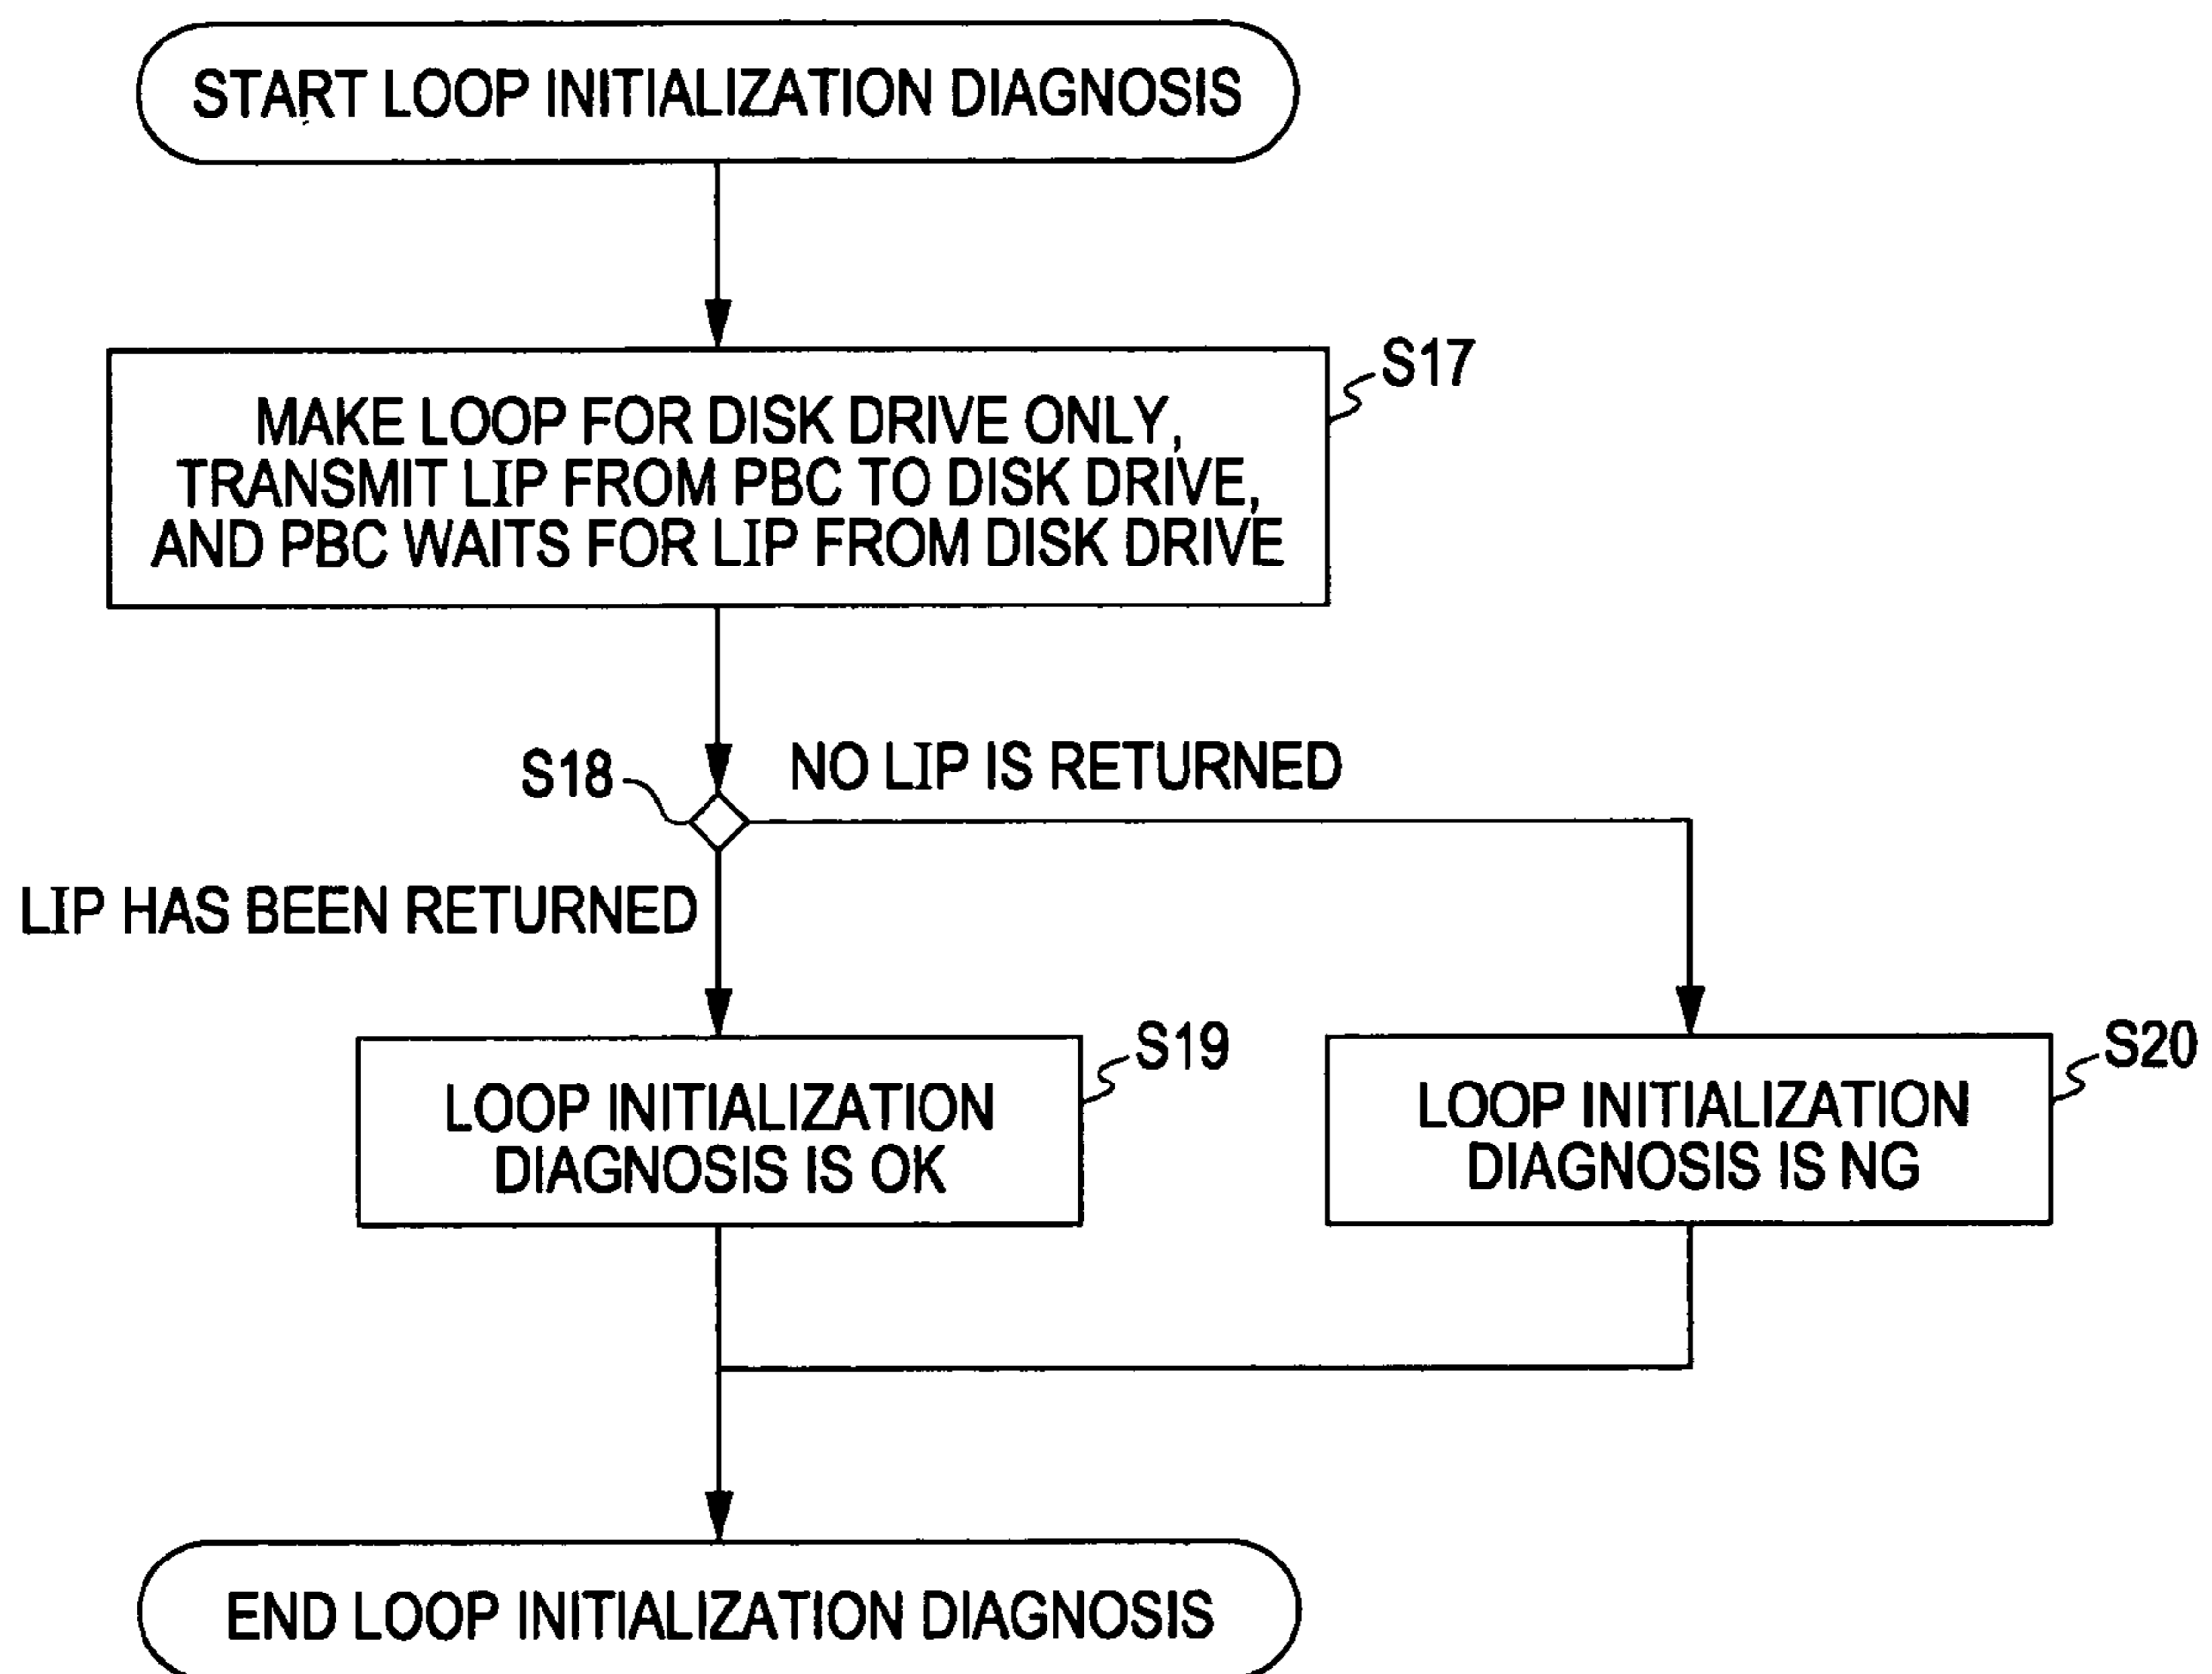 START LOOP INITIALIZATION DIAGNOSIS
S17
MAKE LOOP FOR DISK DRIVE ONLY,
TRANSMIT LIP FROM PBC TO DISK DRIVE,
AND PBC WAITS FOR LIP FROM DISK DRIVE
S18
NO LIP IS RETURNED
LIP HAS BEEN RETURNED
S19
LOOP INITIALIZATION
DIAGNOSIS IS OK
S20
LOOP INITIALIZATION
DIAGNOSIS IS NG
END LOOP INITIALIZATION DIAGNOSIS